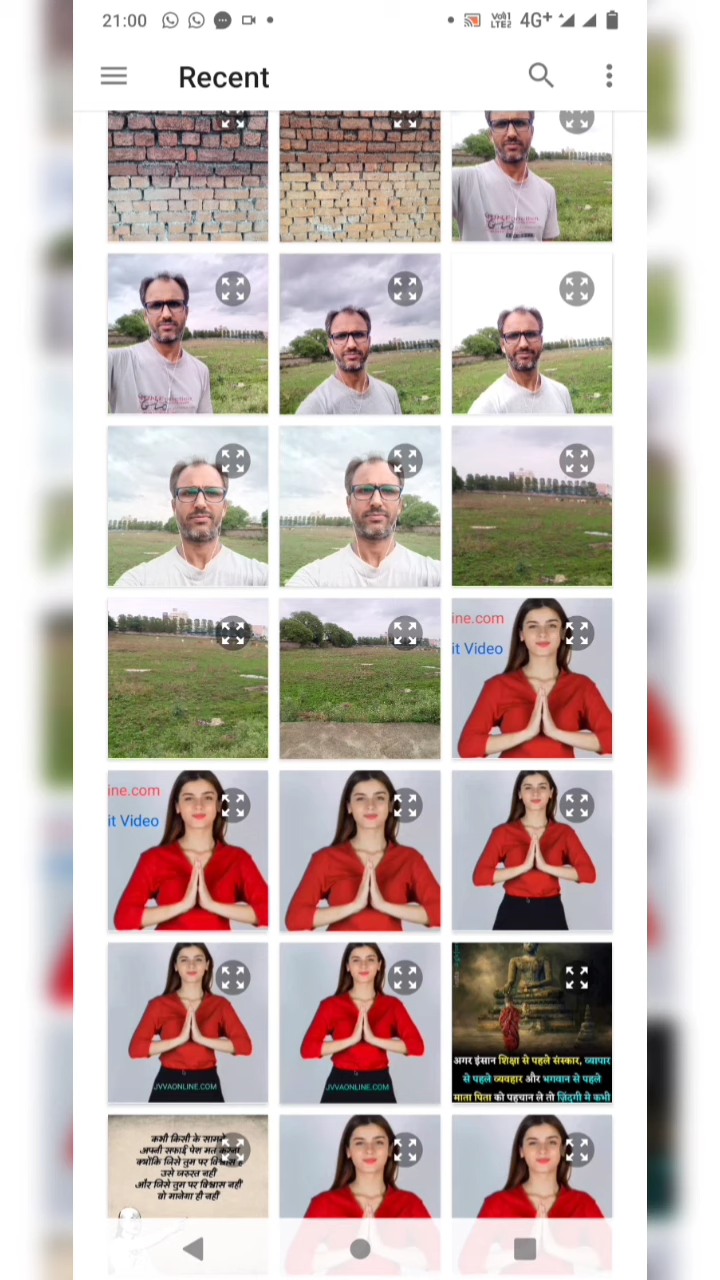 21:00
Vo))1
LTE2
4G+
Recent
ine.com
it Video
ine.com
it Video
JVVAONLINE.COM
JVVAONLINE.COM
अगर इंसान शिक्षा से पहले संस्कार, व्यापार
से पहले व्यवहार और भगवान से पहले
माता पिता को पहचान ले तो ज़िंदगी मे कभी
कभी किसी के सामने
अपनी सफाई पेश मत करना
क्योंकि जिसे तुम पर विश्वास है
उसे जरुरत नहीं
और जिसे तुम पर विश्वास नहीं
वो मानेगा ही नहीं